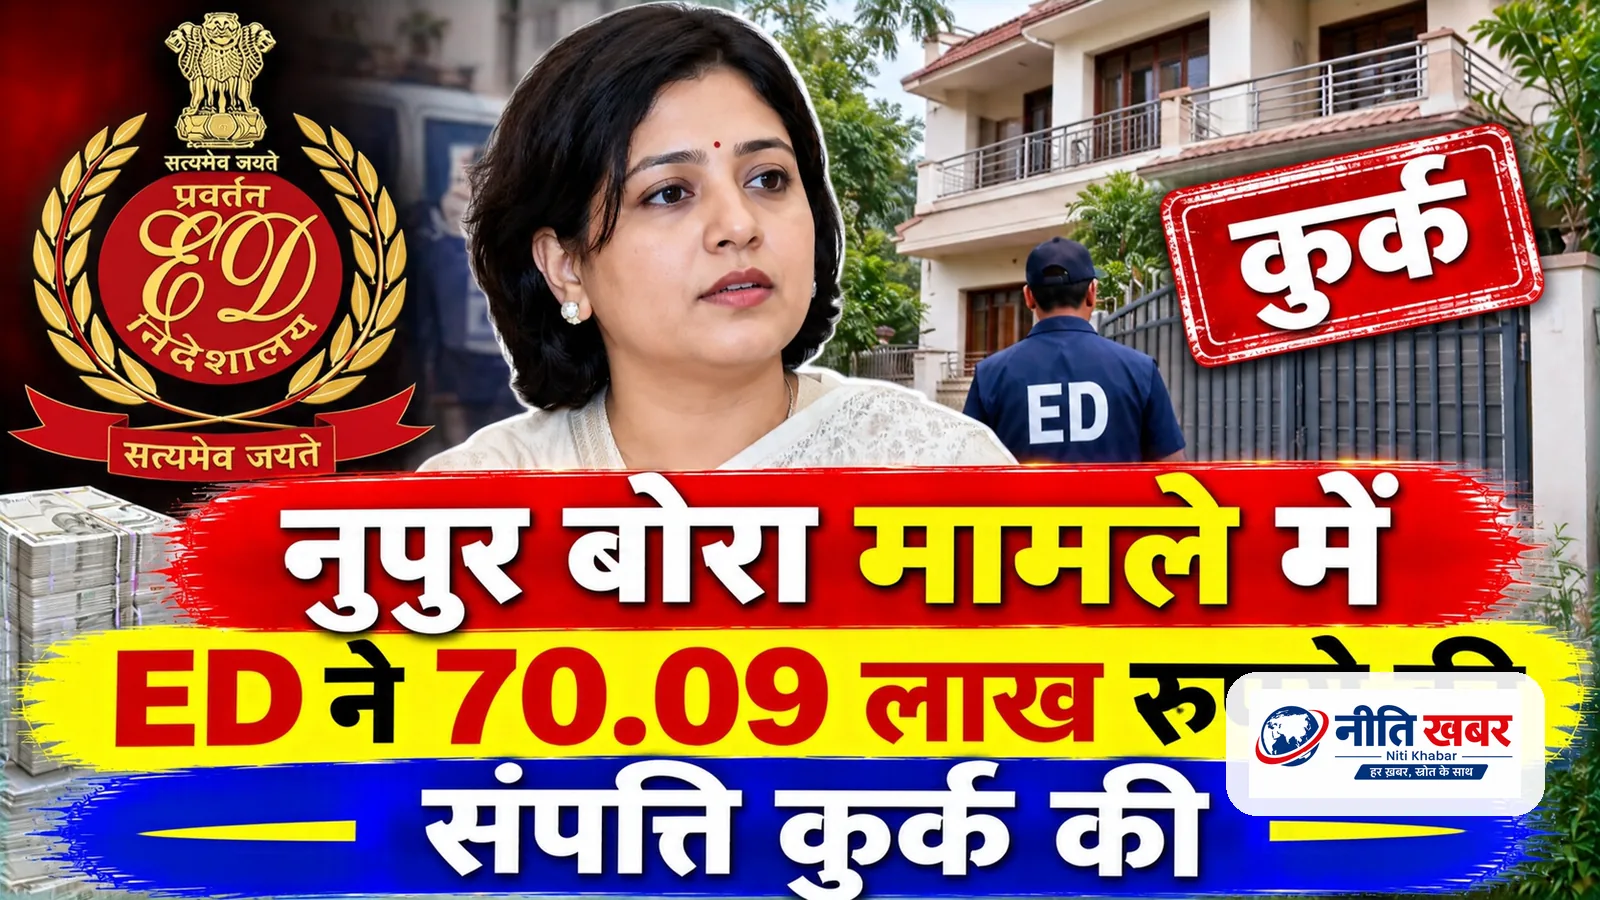 सत्यमेव जयते
प्रवर्तन
ED
निदेशालय
सत्यमेव जयते
कुर्क
ED
नुपुर बोरा मामले में
ED ने 70.09 लाख
संपत्ति कुर्क की
नीति खबर
Niti Khabar
हर ख़बर, स्रोत के साथ